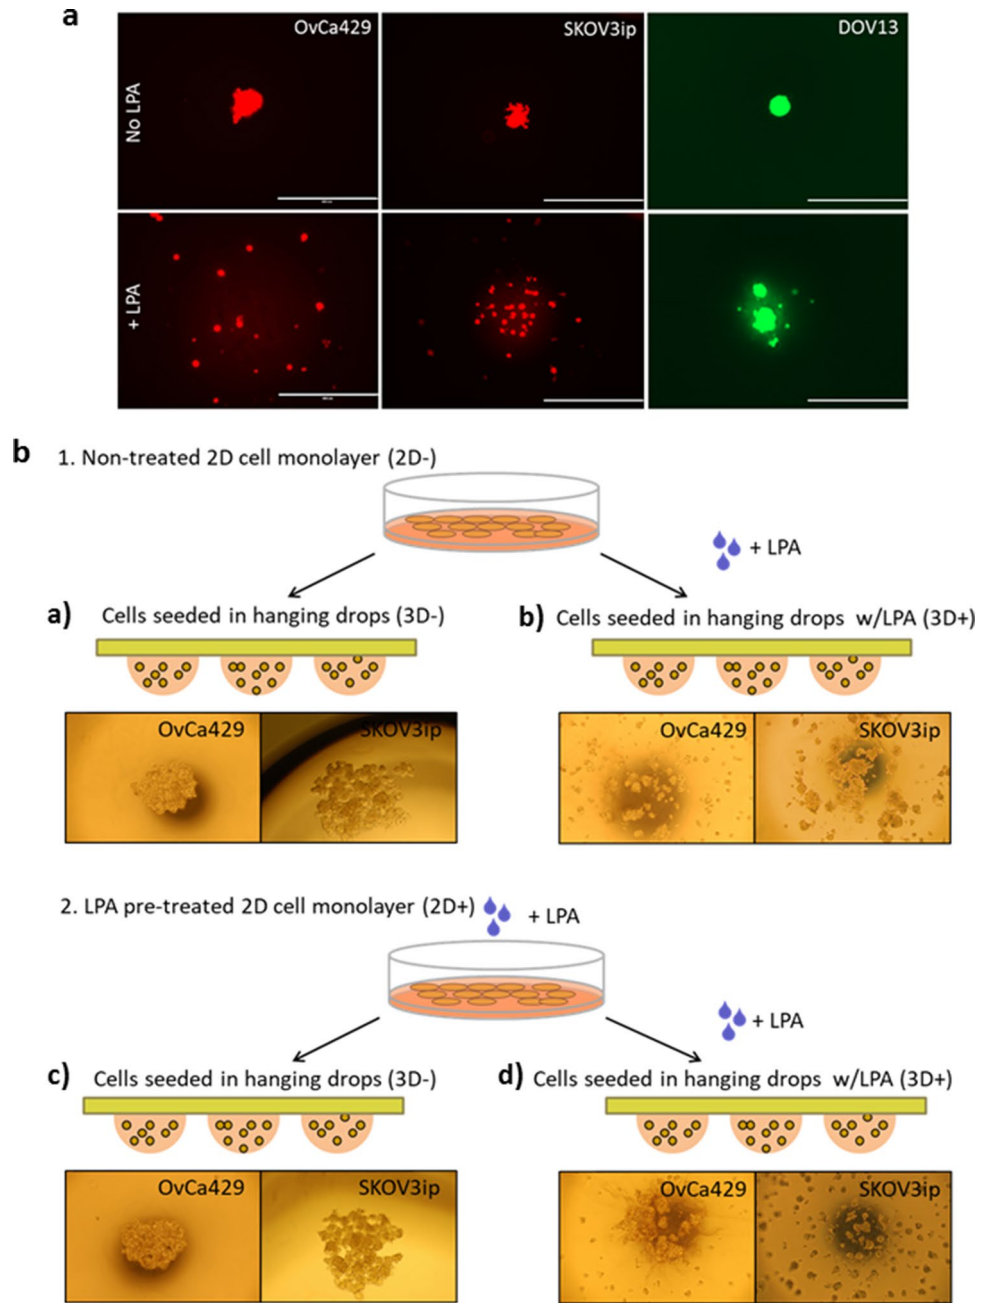 a
OvCa429
SKOV3ip
DOV13
No LPA
+ LPA
b
1. Non-treated 2D cell monolayer (2D-)
+ LPA
a)
Cells seeded in hanging drops (3D-)
b)
Cells seeded in hanging drops w/LPA (3D+)
OvCa429
SKOV3ip
OvCa429
SKOV3ip
2. LPA pre-treated 2D cell monolayer (2D+)
+ LPA
+ LPA
c)
Cells seeded in hanging drops (3D-)
d)
Cells seeded in hanging drops w/LPA (3D+)
OvCa429
SKOV3ip
OvCa429
SKOV3ip